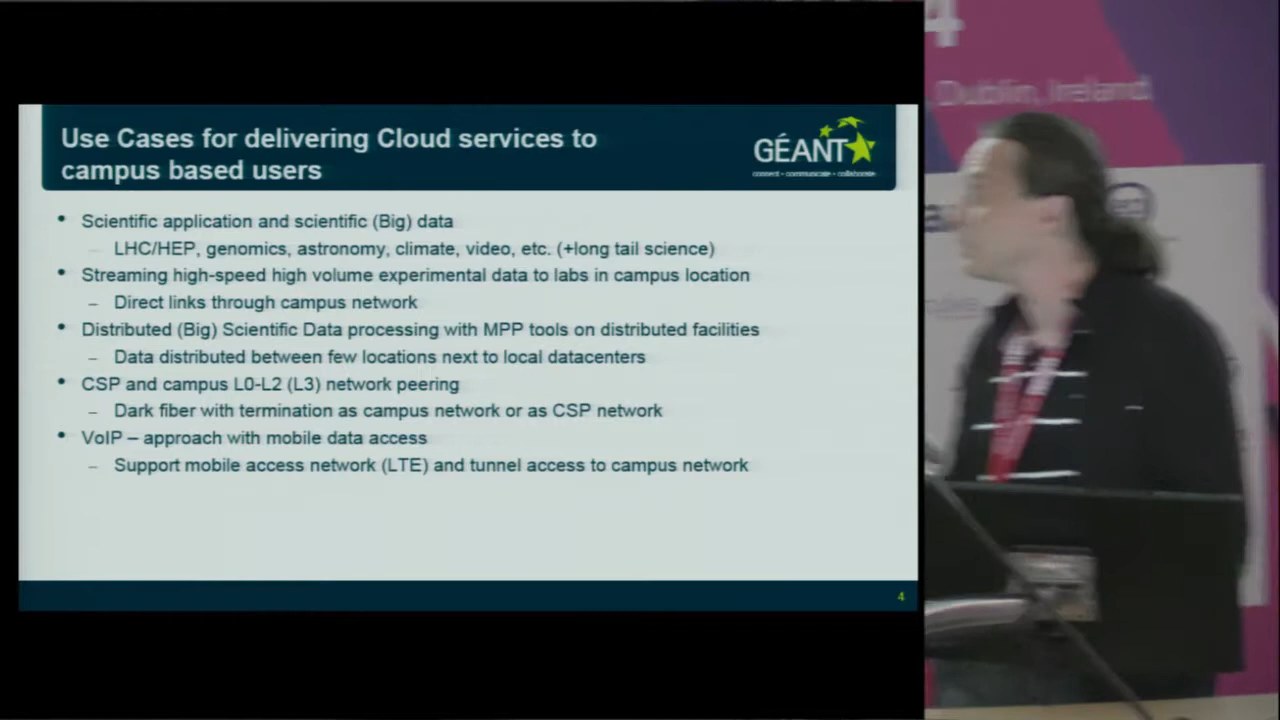 Use Cases for delivering Cloud services to
campus based users
GÉANT
connect • communicate • collaborate
• Scientific application and scientific (Big) data
– LHC/HEP, genomics, astronomy, climate, video, etc. (+long tail science)
• Streaming high-speed high volume experimental data to labs in campus location
– Direct links through campus network
• Distributed (Big) Scientific Data processing with MPP tools on distributed facilities
– Data distributed between few locations next to local datacenters
• CSP and campus L0-L2 (L3) network peering
– Dark fiber with termination as campus network or as CSP network
• VoIP – approach with mobile data access
– Support mobile access network (LTE) and tunnel access to campus network
4
4
Dublin, Ireland